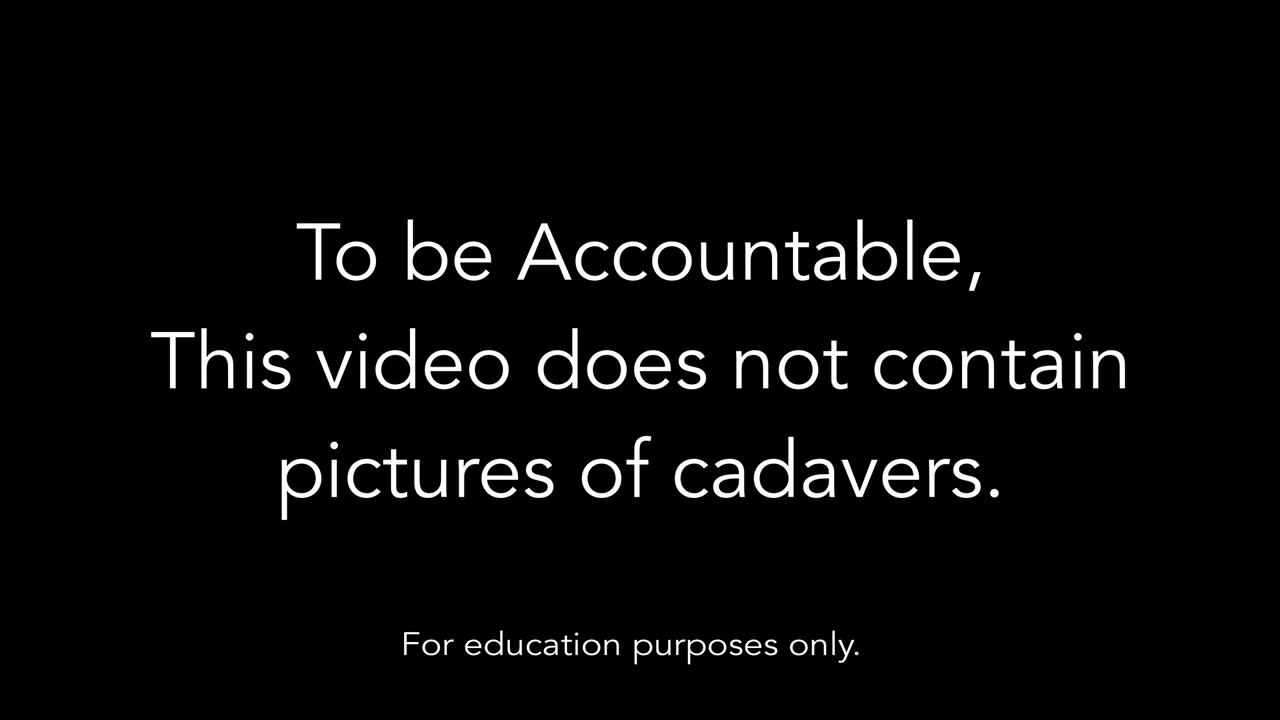 To be Accountable,
This video does not contain
pictures of cadavers.
For education purposes only.